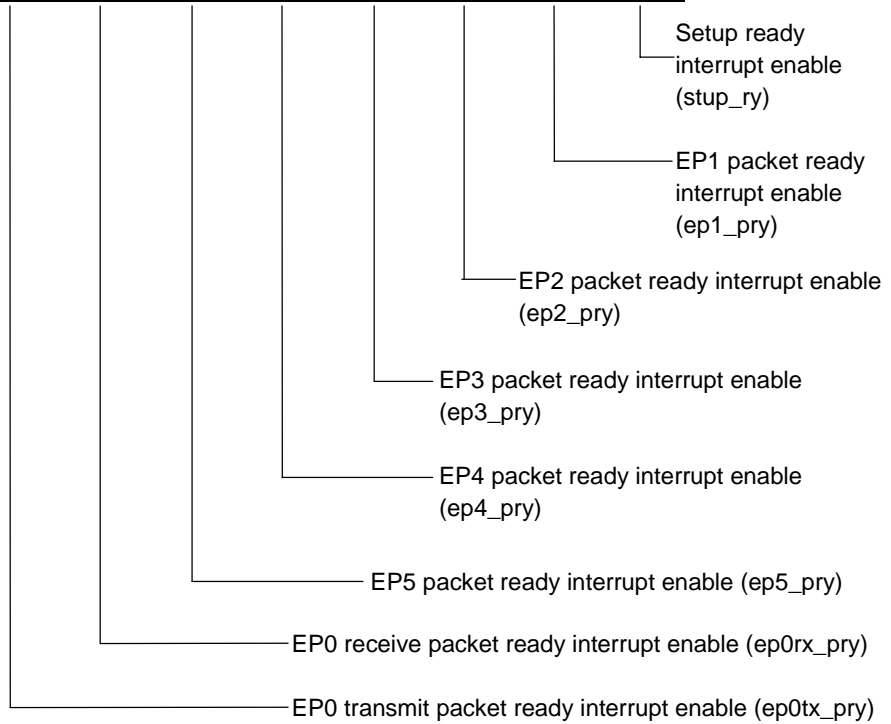 Setup ready
interrupt enable
(stup_ry)
EP1 packet ready
interrupt enable
(ep1_pry)
EP2 packet ready interrupt enable
(ep2_pry)
EP3 packet ready interrupt enable
(ep3_pry)
EP4 packet ready interrupt enable
(ep4_pry)
EP5 packet ready interrupt enable (ep5_pry)
EP0 receive packet ready interrupt enable (ep0rx_pry)
EP0 transmit packet ready interrupt enable (ep0tx_pry)